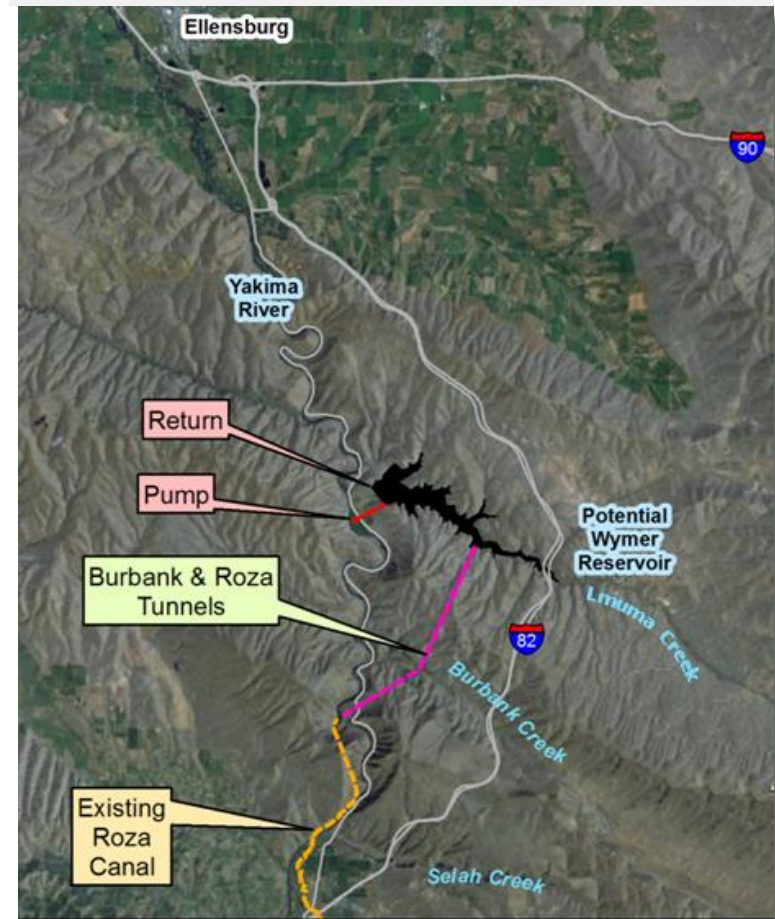 Ellensburg
90
Yakima
River
Return
Pump
Potential
Wymer
Reservoir
Burbank & Roza
Tunnels
Lmuma Creek
82
Burbank Creek
Existing
Roza
Canal
Selah Creek